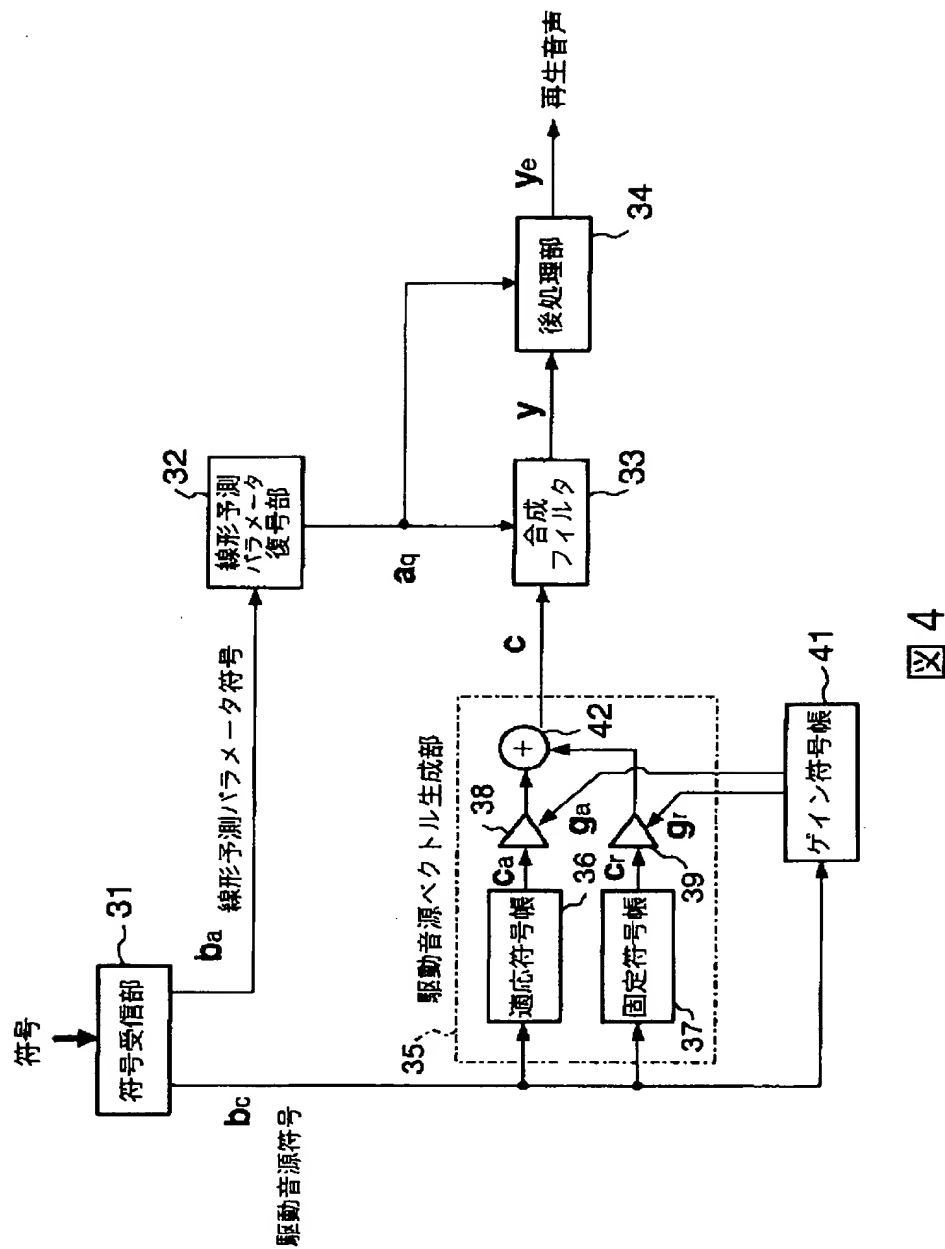 符号
符号受信部
31
ba
線形予測パラメータ符号
bc
駆動音源符号
線形予測
パラメータ
復号部
32
aq
35
駆動音源ベクトル生成部
適応符号帳
36
ca
38
ga
固定符号帳
37
cr
39
gr
+
42
c
ゲイン符号帳
41
合成
フィルタ
33
y
後処理部
34
ye
再生音声
図 4